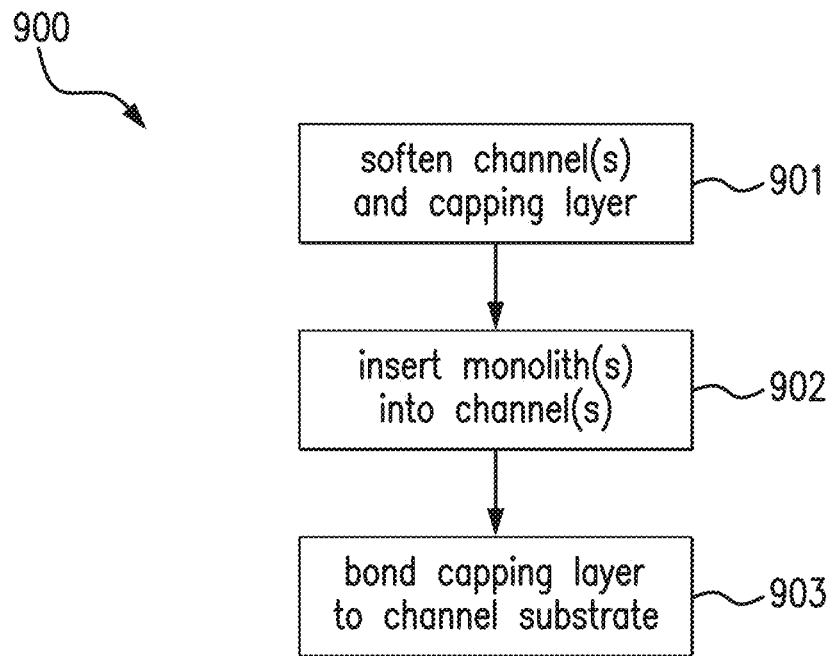 900
soften channel(s)
and capping layer
901
insert monolith(s)
into channel(s)
902
bond capping layer
to channel substrate
903